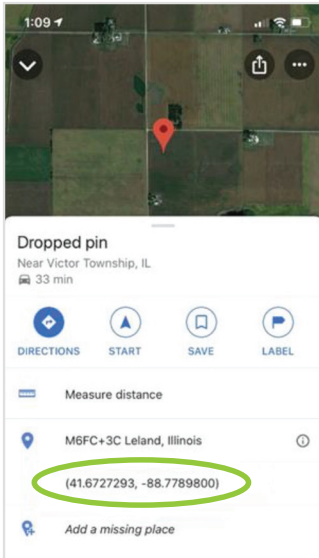 1:09
Dropped pin
Near Victor Township, IL
33 min
DIRECTIONS START SAVE LABEL
Measure distance
M6FC+3C Leland, Illinois
(41.6727293, -88.7789800)
Add a missing place